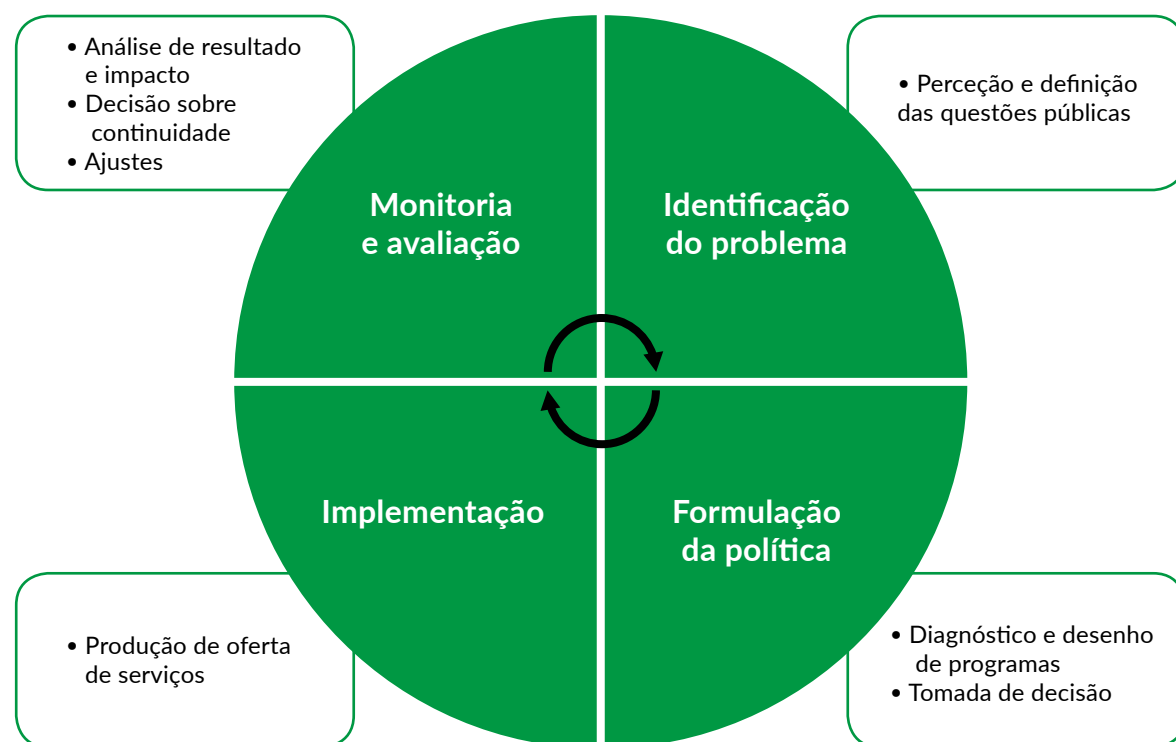 • Análise de resultado
e impacto
• Decisão sobre
continuidade
• Ajustes
• Perceção e definição
das questões públicas
Monitoria
e avaliação
Identificação
do problema
Implementação
Formulação
da política
• Produção de oferta
de serviços
• Diagnóstico e desenho
de programas
• Tomada de decisão